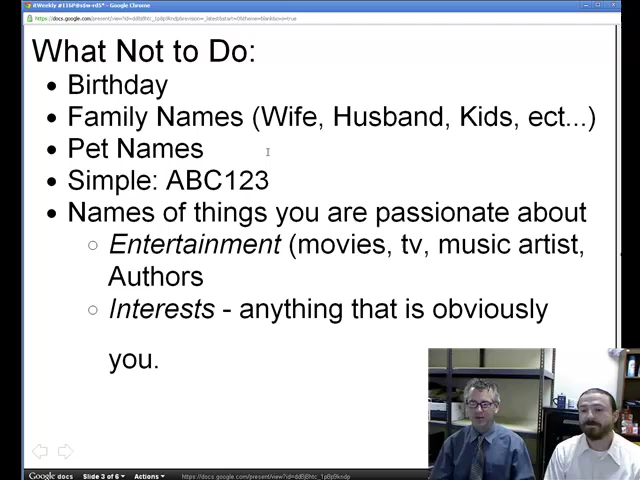 What Not to Do:
Birthday
Family Names (Wife, Husband, Kids, ect...)
Pet Names
Simple: ABC123
Names of things you are passionate about
Entertainment (movies, tv, music artist,
Authors
Interests - anything that is obviously
you.
Google docs Slide 3 of 6 Actions